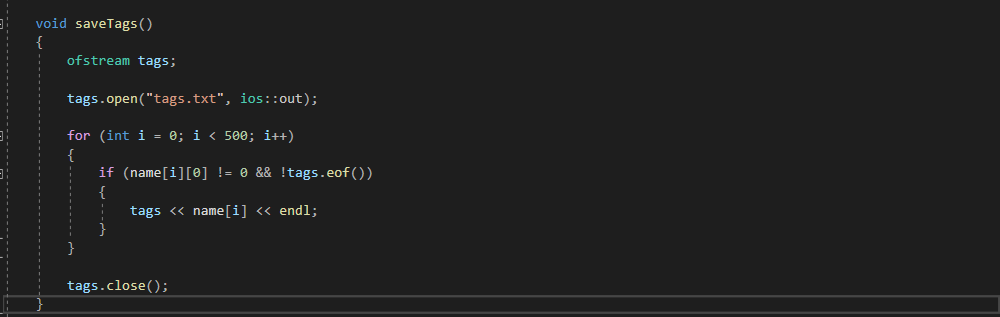 void saveTags()
{
ofstream tags;
tags.open("tags.txt", ios::out);
for (int i = 0; i < 500; i++)
{
if (name[i][0] != 0 && !tags.eof())
{
tags << name[i] << endl;
}
}
tags.close();
}